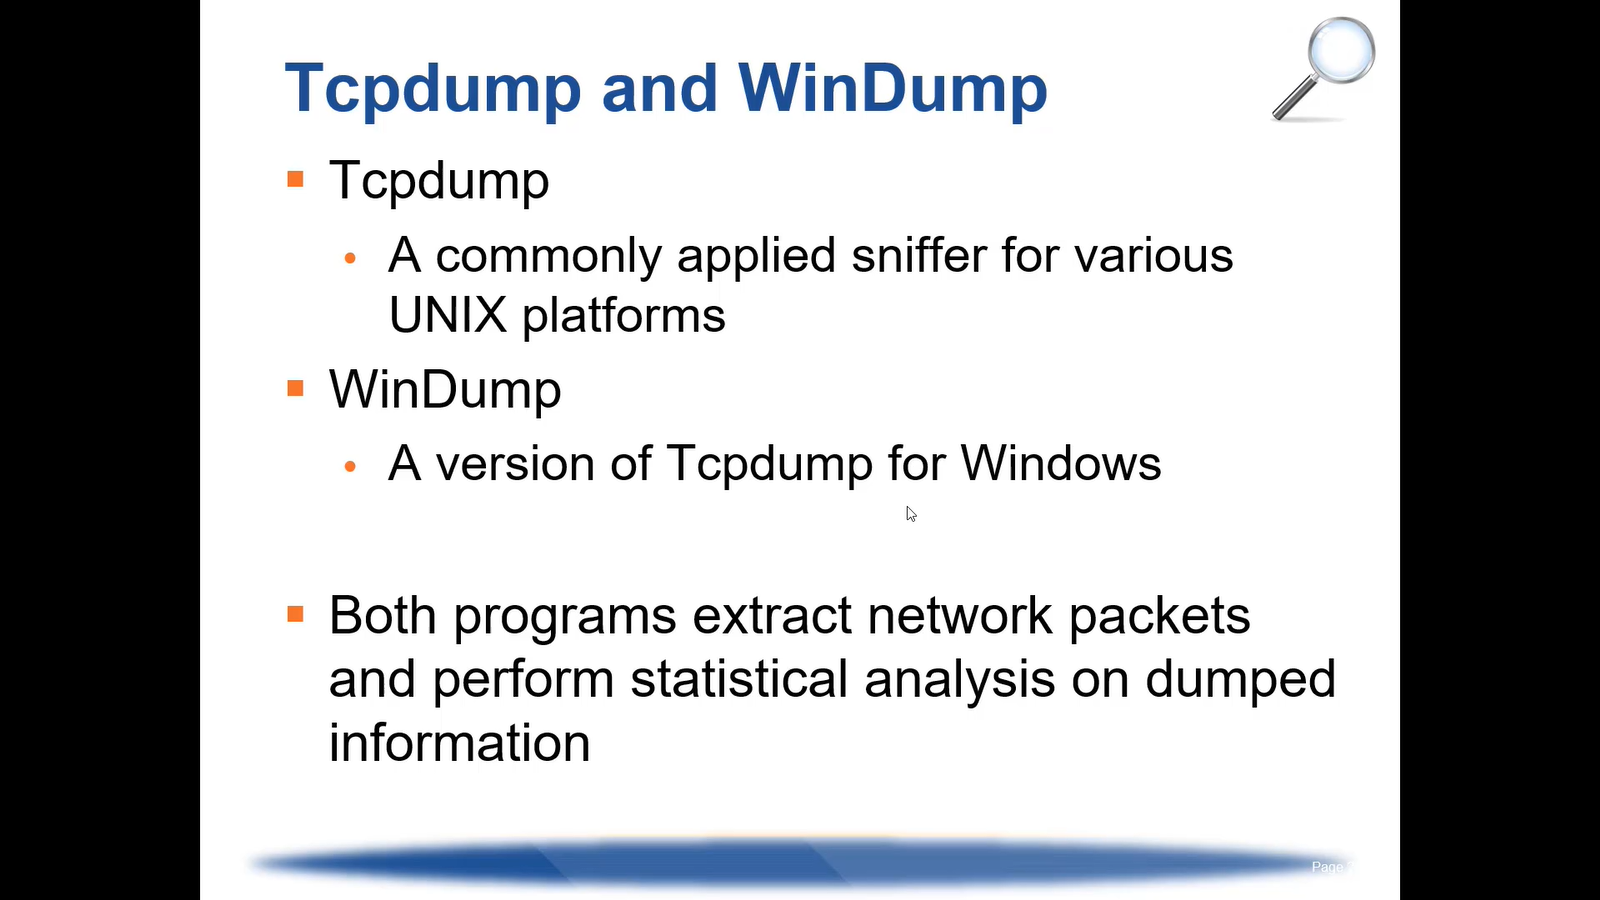 Tcpdump and WinDump
Tcpdump
A commonly applied sniffer for various
UNIX platforms
WinDump
A version of Tcpdump for Windows
Both programs extract network packets
and perform statistical analysis on dumped
information
Page